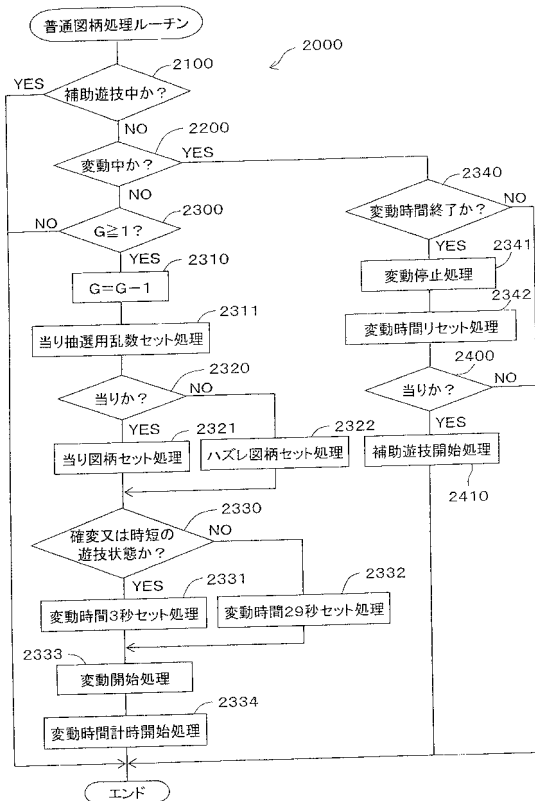 普通図柄処理ルーチン
2000
2100
補助遊技中か?
YES
NO
2200
変動中か?
YES
NO
2300
G≧1?
NO
YES
2310
G=G-1
2311
当り抽選用乱数セット処理
2320
当りか?
NO
YES
2321
当り図柄セット処理
2322
ハズレ図柄セット処理
2330
確変又は時短の
遊技状態か?
NO
YES
2331
変動時間3秒セット処理
2332
変動時間29秒セット処理
2333
変動開始処理
2334
変動時間計時開始処理
2340
変動時間終了か?
NO
YES
2341
変動停止処理
2342
変動時間リセット処理
2400
当りか?
NO
YES
補助遊技開始処理
2410
エンド